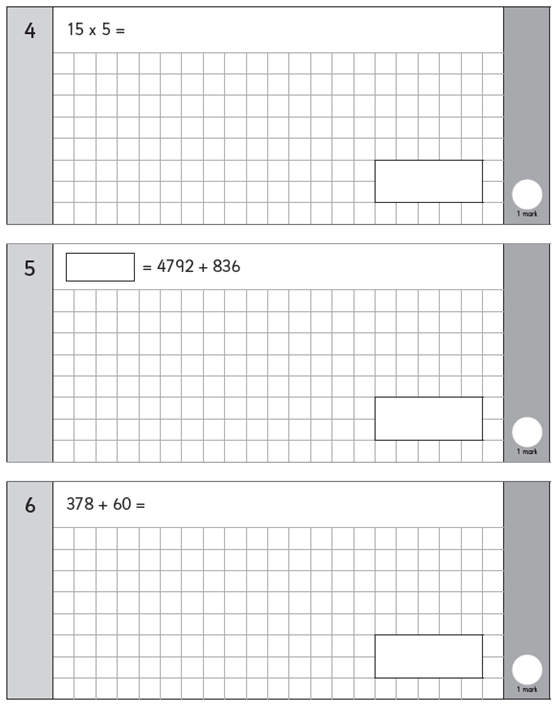 4 15 x 5 =
1 mark
5 = 4792 + 836
1 mark
6 378 + 60 =
1 mark